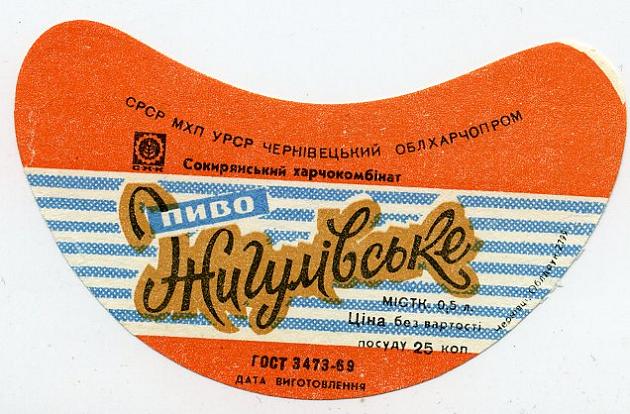 СРСР МХП УРСР ЧЕРНІВЕЦЬКИЙ ОБЛХАРЧОПРОМ
СХК
Сокирянський харчокомбінат
ПИВО
Жигулівське
МІСТК. 0,5 л.
Ціна без вартості
посуду 25 коп.
ГОСТ 3473-69
ДАТА ВИГОТОВЛЕННЯ